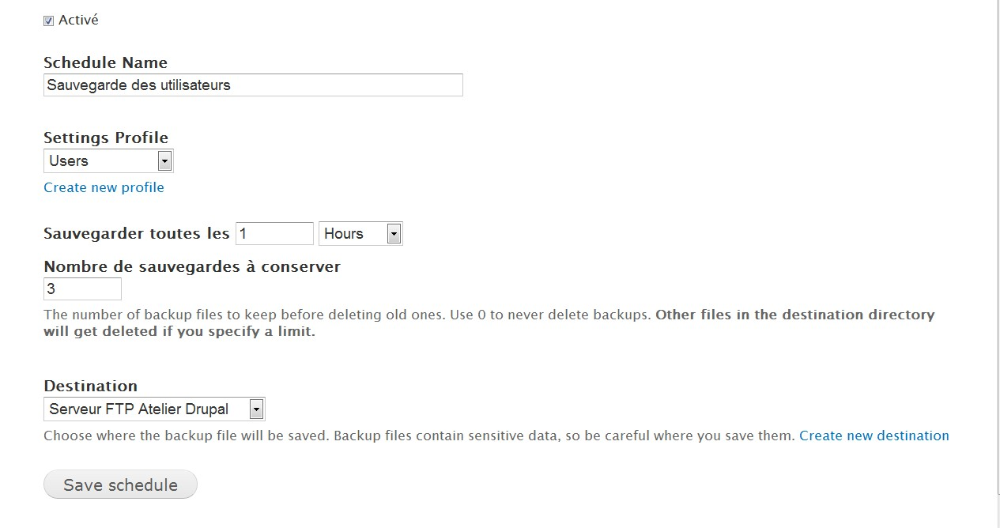 Activé
Schedule Name
Sauvegarde des utilisateurs
Settings Profile
Users
Create new profile
Sauvegarder toutes les 1 Hours
Nombre de sauvegardes à conserver
3
The number of backup files to keep before deleting old ones. Use 0 to never delete backups. Other files in the destination directory
will get deleted if you specify a limit.
Destination
Serveur FTP Atelier Drupal
Choose where the backup file will be saved. Backup files contain sensitive data, so be careful where you save them. Create new destination
Save schedule